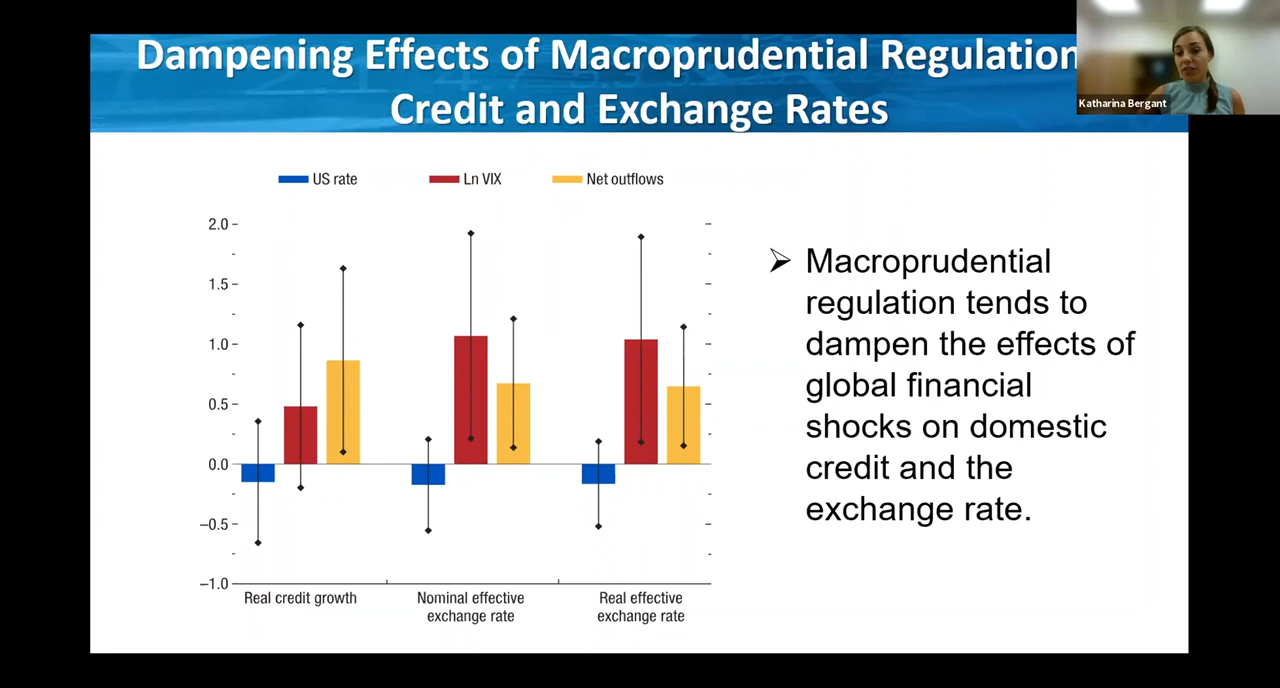 Dampening Effects of Macroprudential Regulation
Credit and Exchange Rates
Katharina Bergant
US rate
Ln VIX
Net outflows
2.0
1.5
1.0
0.5
0.0
–0.5
–1.0
Real credit growth
Nominal effective
exchange rate
Real effective
exchange rate
Macroprudential
regulation tends to
dampen the effects of
global financial
shocks on domestic
credit and the
exchange rate.